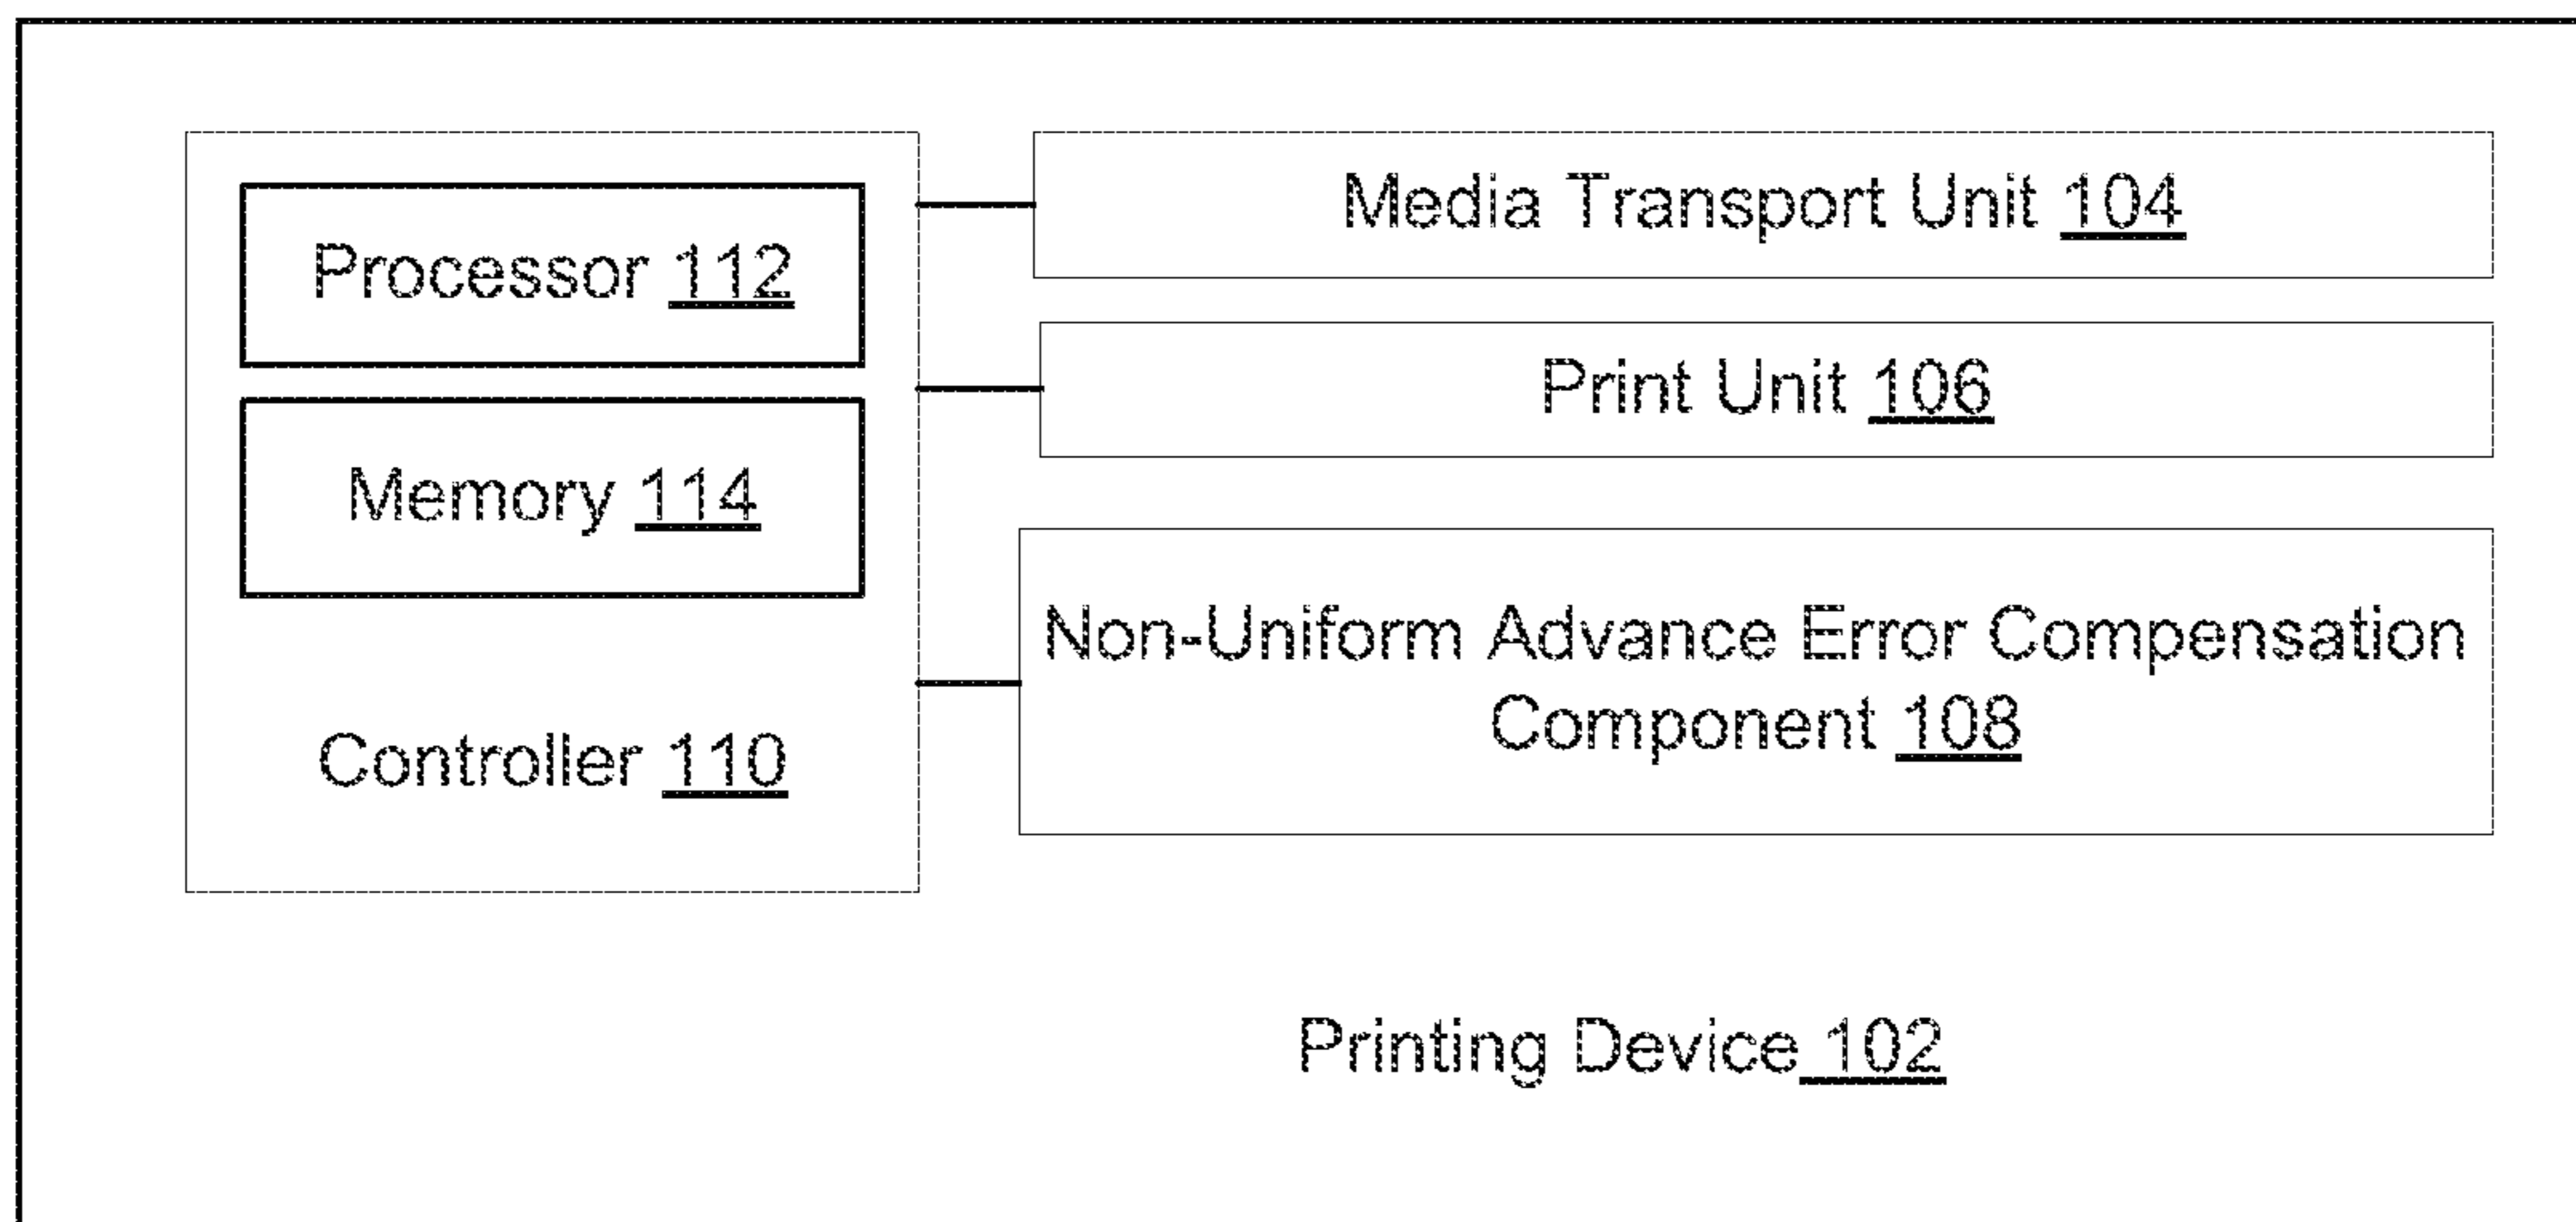 Processor 112
Memory 114
Controller 110
Media Transport Unit 104
Print Unit 106
Non-Uniform Advance Error Compensation
Component 108
Printing Device 102